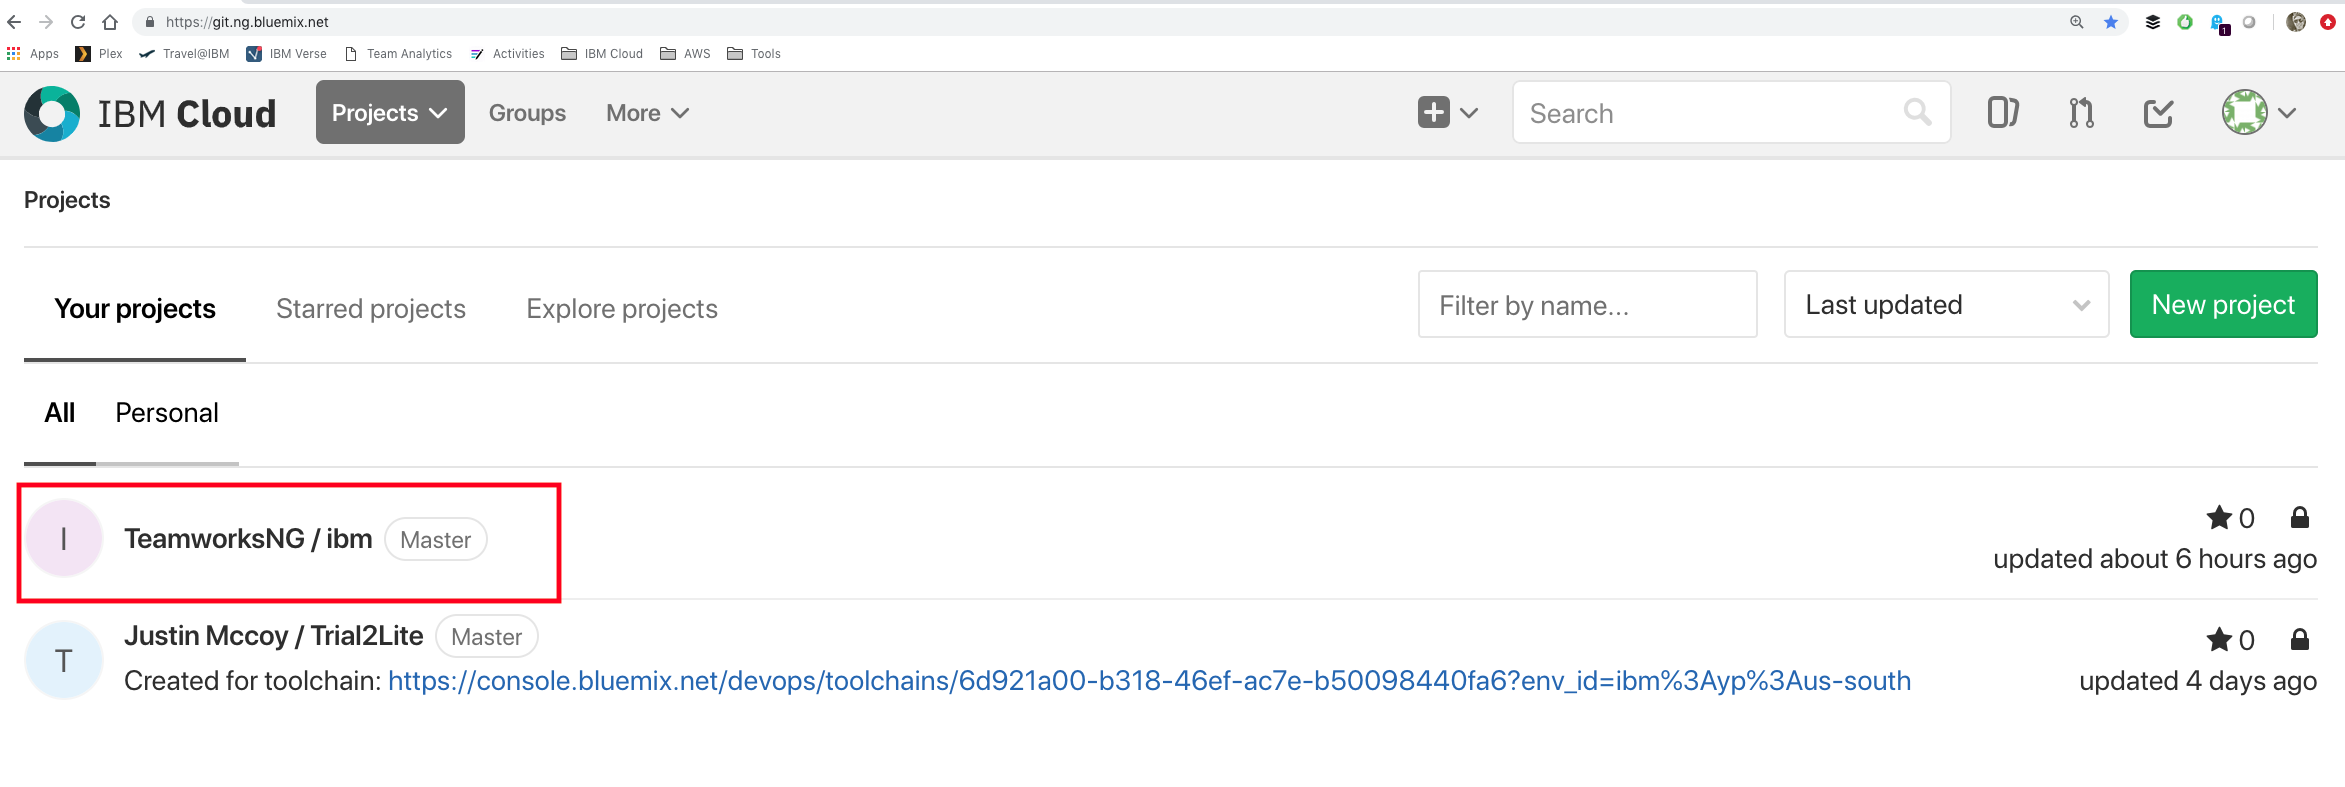 https://git.ng.bluemix.net
Apps Plex Travel@IBM IBM Verse Team Analytics Activities IBM Cloud AWS Tools
1
IBM Cloud Projects Groups More Search
Projects
Your projects Starred projects Explore projects Filter by name... Last updated New project
All Personal
I TeamworksNG / ibm Master 0
updated about 6 hours ago
T Justin Mccoy / Trial2Lite Master 0
Created for toolchain: https://console.bluemix.net/devops/toolchains/6d921a00-b318-46ef-ac7e-b50098440fa6?env_id=ibm%3Ayp%3Aus-south updated 4 days ago